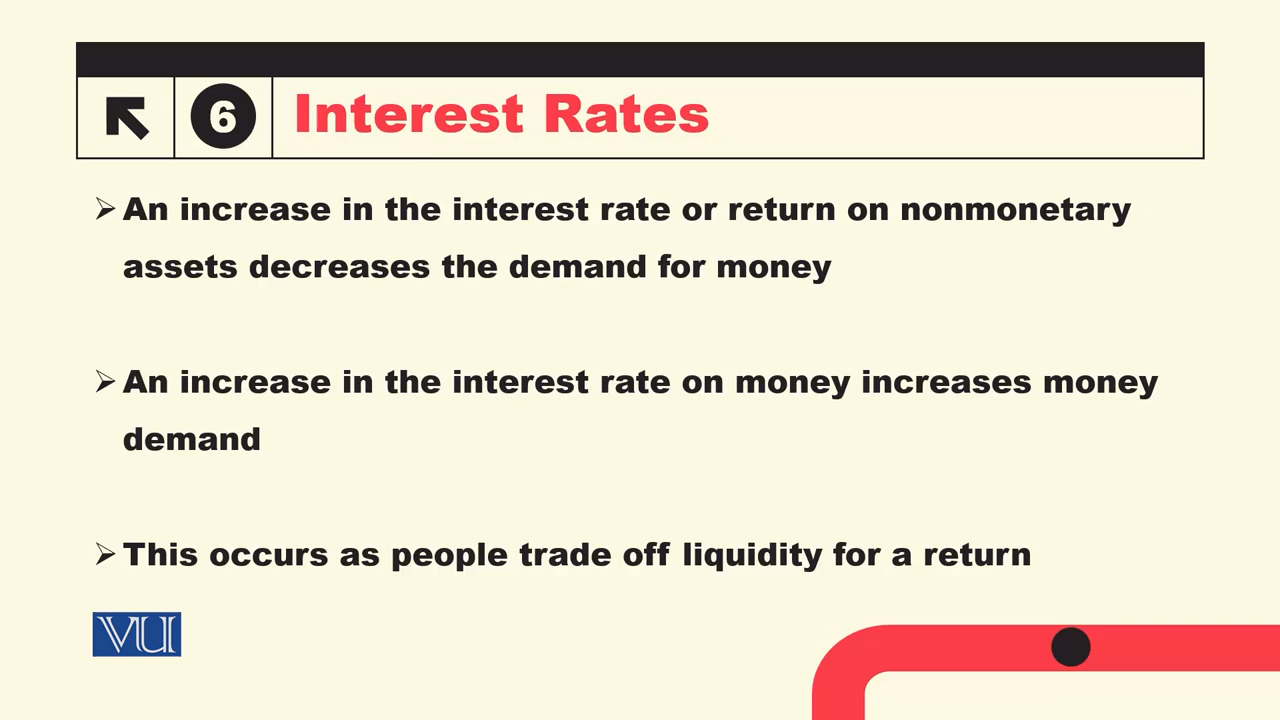 6 Interest Rates
➢ An increase in the interest rate or return on nonmonetary
assets decreases the demand for money
➢ An increase in the interest rate on money increases money
demand
➢ This occurs as people trade off liquidity for a return
VU